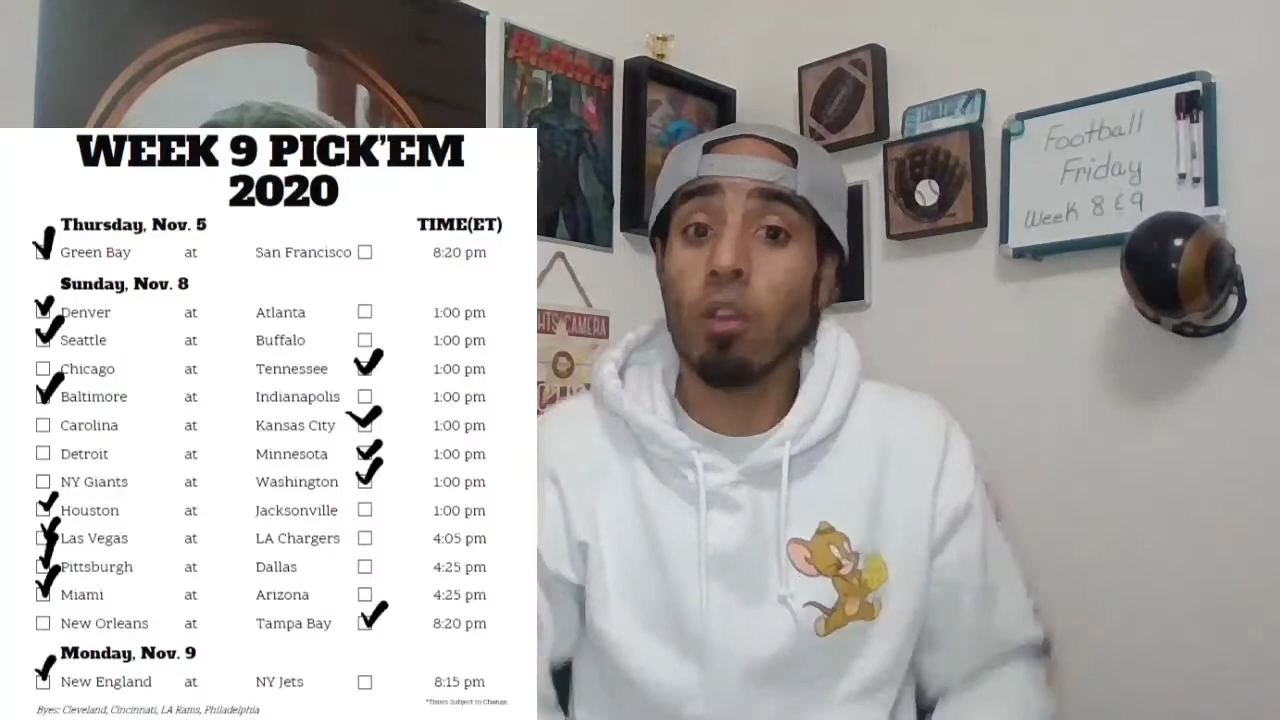 WEEK 9 PICK'EM
2020
Thursday, Nov. 5 TIME(ET)
Green Bay at San Francisco 8:20 pm
Sunday, Nov. 8
Denver at Atlanta 1:00 pm
Seattle at Buffalo 1:00 pm
Chicago at Tennessee 1:00 pm
Baltimore at Indianapolis 1:00 pm
Carolina at Kansas City 1:00 pm
Detroit at Minnesota 1:00 pm
NY Giants at Washington 1:00 pm
Houston at Jacksonville 1:00 pm
Las Vegas at LA Chargers 4:05 pm
Pittsburgh at Dallas 4:25 pm
Miami at Arizona 4:25 pm
New Orleans at Tampa Bay 8:20 pm
Monday, Nov. 9
New England at NY Jets 8:15 pm
*Times Subject to Change
Byes: Cleveland, Cincinnati, LA Rams, Philadelphia
Football
Friday
Week 8 & 9
CAMERA